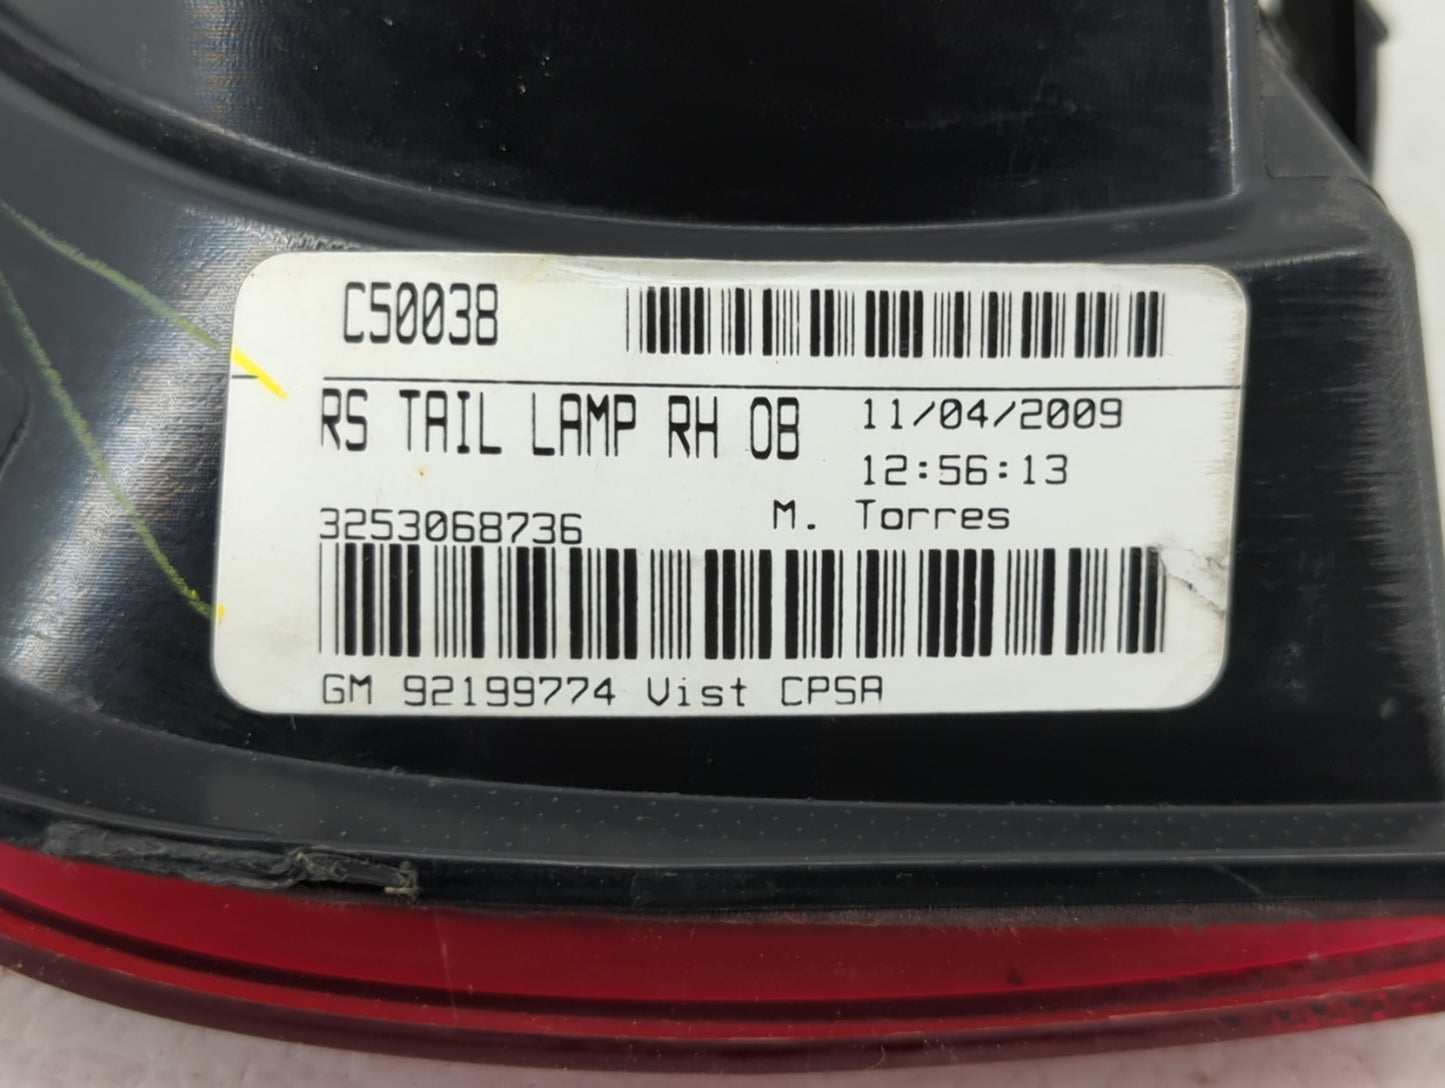 C50038
RS TAIL LAMP RH OB
11/04/2009
12:56:13
3253068736
M. Torres
GM 92199774 Vist CPSA